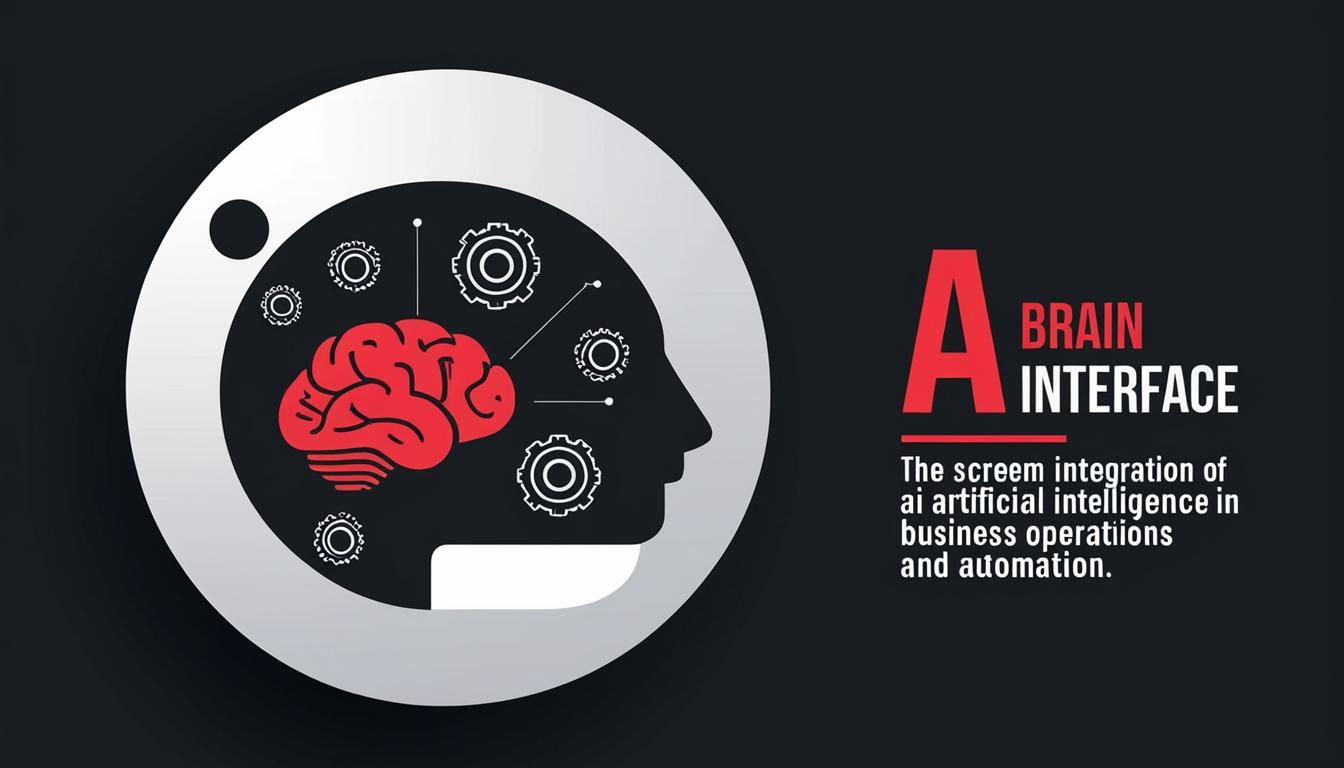 A BRAIN
INTERFACE
The screem integration of
ai artificial intelligence in
business operatiions
and automation.